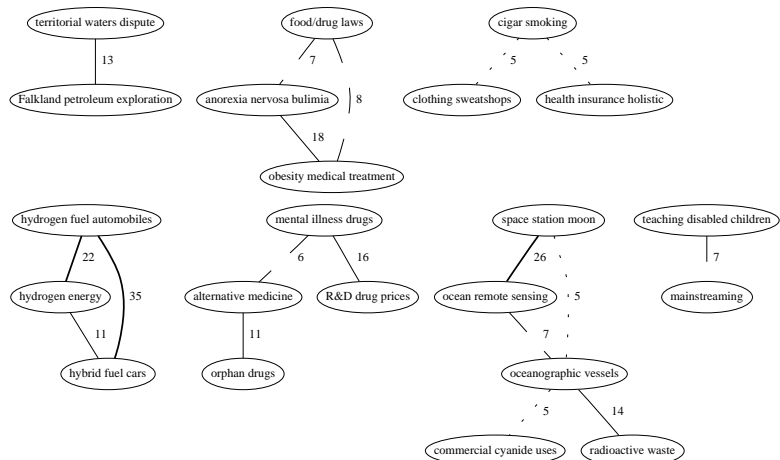 territorial waters dispute
food/drug laws
cigar smoking
13
7
5
5
Falkland petroleum exploration
anorexia nervosa bulimia
8
clothing sweatshops
health insurance holistic
18
obesity medical treatment
hydrogen fuel automobiles
mental illness drugs
space station moon
teaching disabled children
22
6
16
26
7
hydrogen energy
35
alternative medicine
R&D drug prices
ocean remote sensing
5
mainstreaming
11
11
7
hybrid fuel cars
orphan drugs
oceanographic vessels
5
14
commercial cyanide uses
radioactive waste